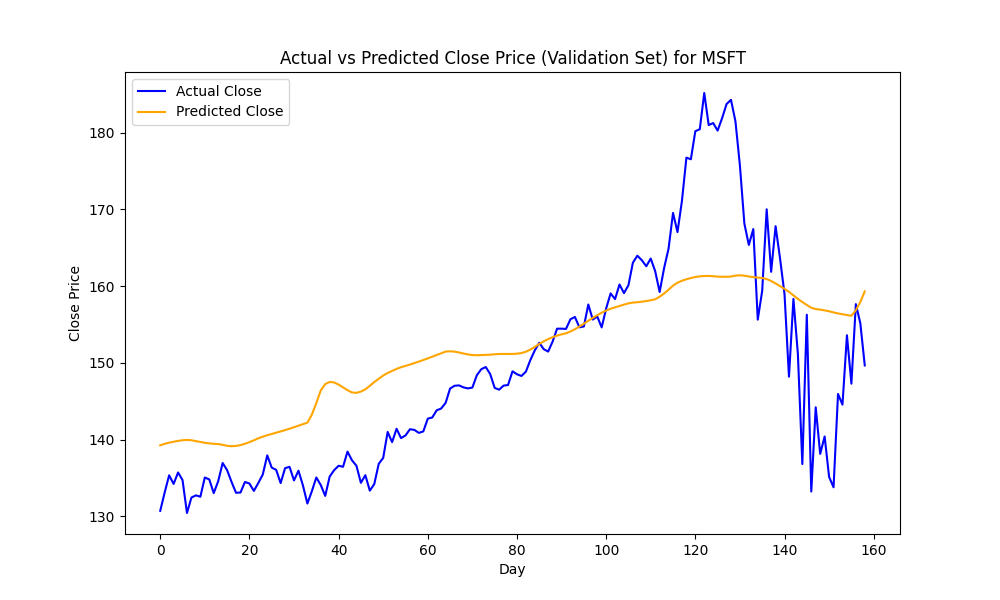 Actual vs Predicted Close Price (Validation Set) for MSFT
Actual Close
Predicted Close
Close Price
180
170
160
150
140
130
0 20 40 60 80 100 120 140 160
Day